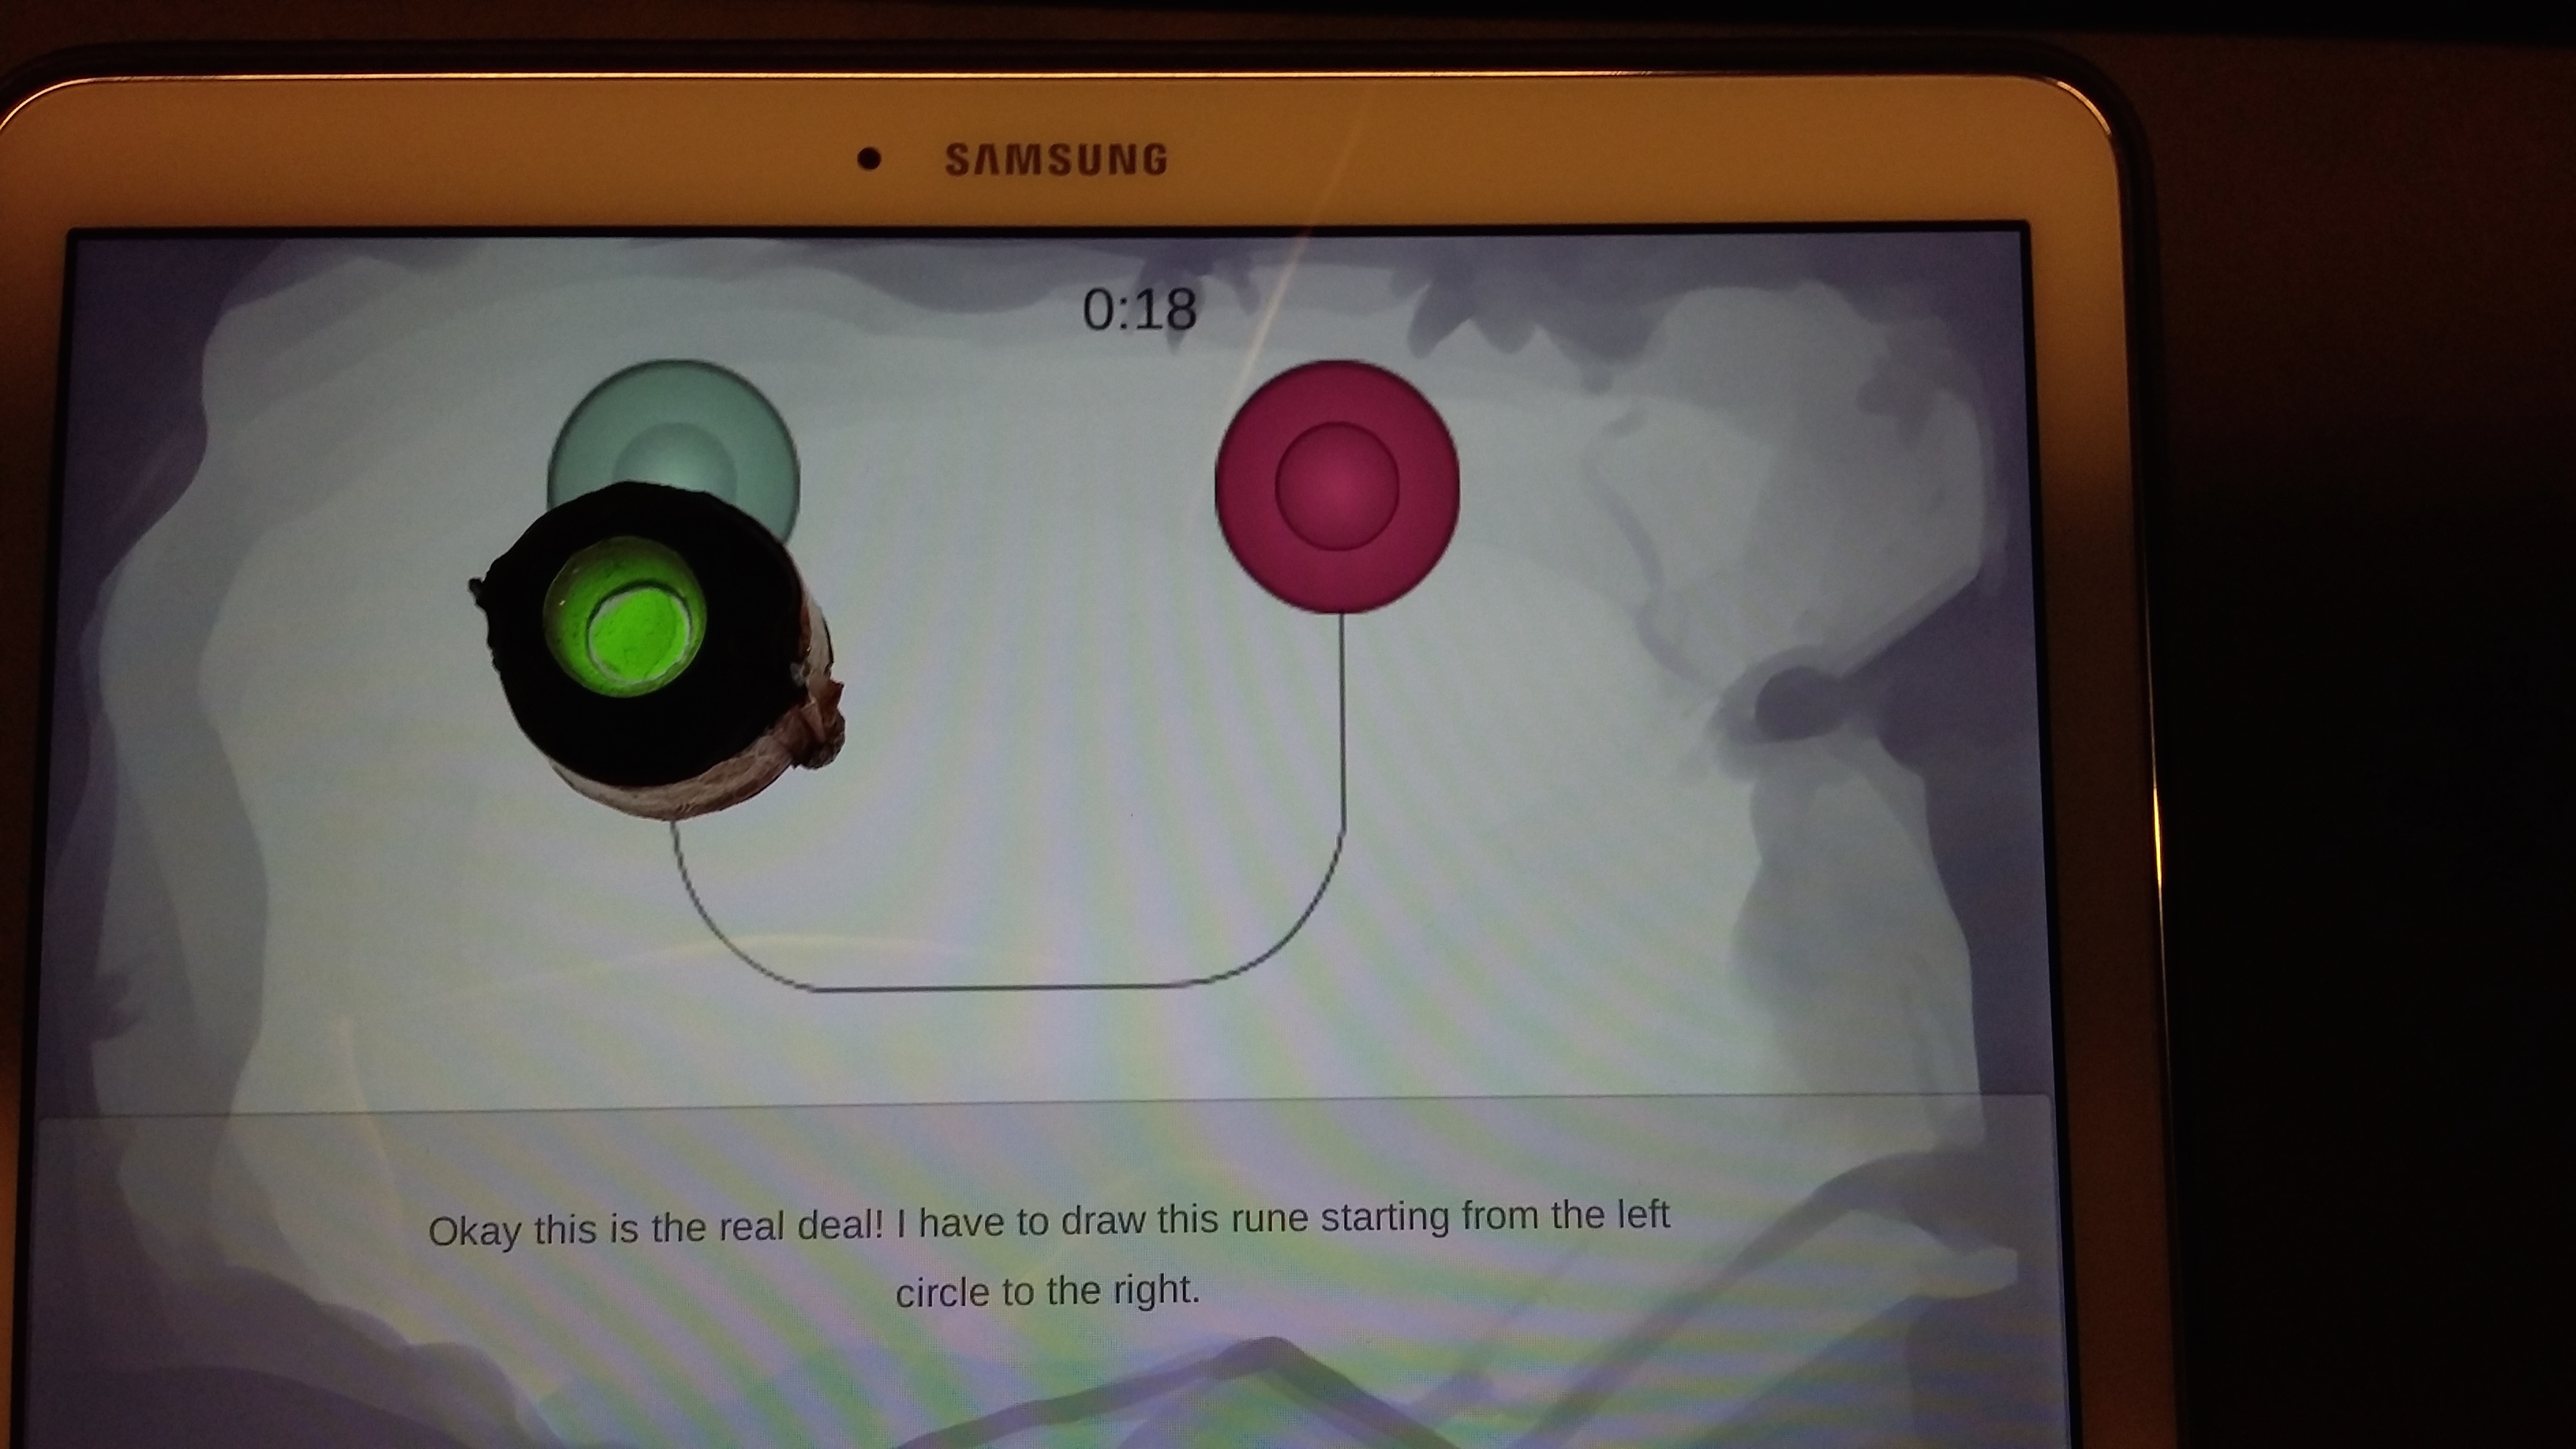 SAMSUNG
0:18
Okay this is the real deal! I have to draw this rune starting from the left
circle to the right.